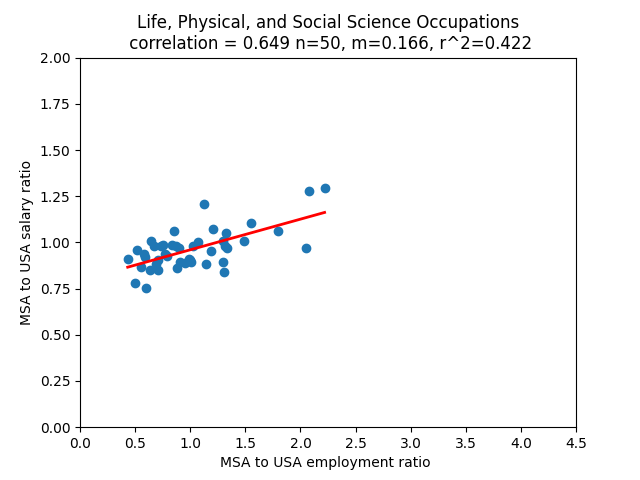 Life, Physical, and Social Science Occupations
correlation = 0.649 n=50, m=0.166, r^2=0.422
2.00
1.75
1.50
1.25
1.00
0.75
0.50
0.25
0.00
MSA to USA salary ratio
0.0 0.5 1.0 1.5 2.0 2.5 3.0 3.5 4.0 4.5
MSA to USA employment ratio